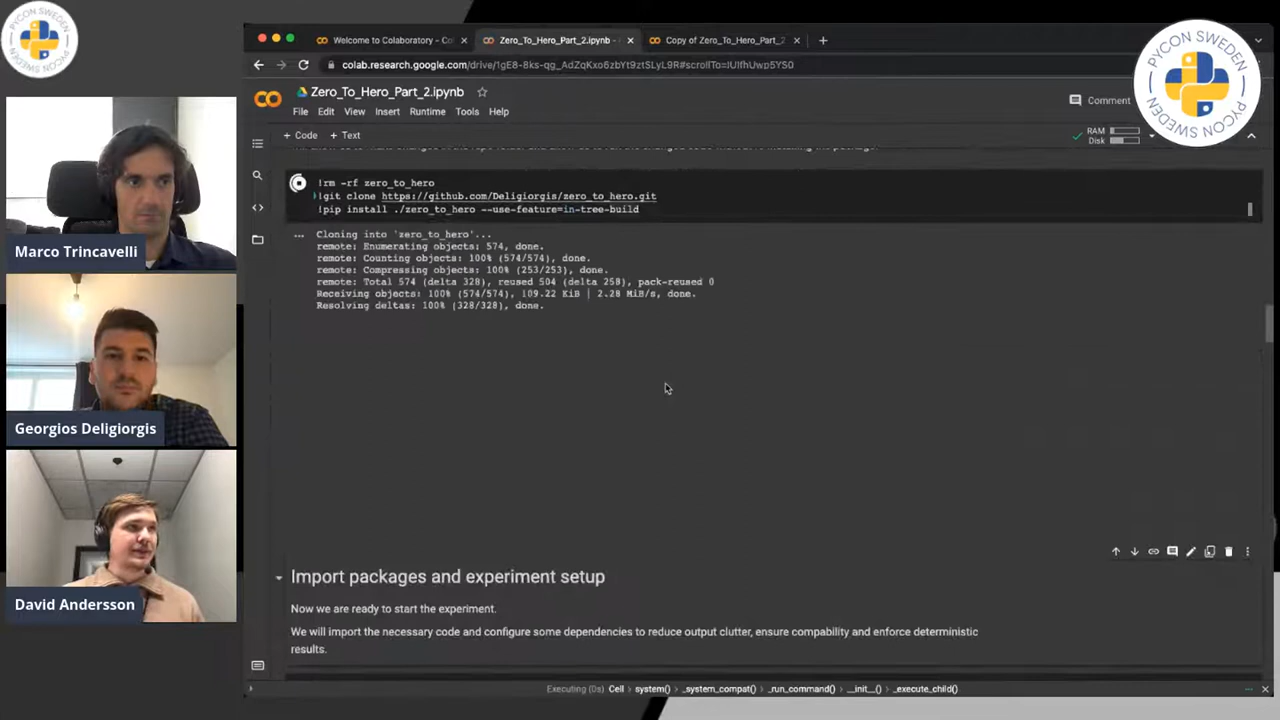 PYCON SWEDEN
PYCON SWEDEN
PYCON SWEDEN
PYCON SWEDEN
Marco Trincavelli
Georgios Deligiorgis
David Andersson
Welcome to Colaboratory - Co
Zero_To_Hero_Part_2.ipynb -
Copy of Zero_To_Hero_Part_2
colab.research.google.com/drive/1gE8-8ks-qg_AdZqKxo6zbYt9ztSLyL9R#scrollTo=IUIfhUwp5YS0
Zero_To_Hero_Part_2.ipynb
File Edit View Insert Runtime Tools Help
Comment
+ Code + Text
RAM
Disk
!rm -rf zero_to_hero
!git clone https://github.com/Deligiorgis/zero_to_hero.git
!pip install ./zero_to_hero --use-feature=in-tree-build
Cloning into 'zero_to_hero'...
remote: Enumerating objects: 574, done.
remote: Counting objects: 100% (574/574), done.
remote: Compressing objects: 100% (253/253), done.
remote: Total 574 (delta 328), reused 504 (delta 258), pack-reused 0
Receiving objects: 100% (574/574), 109.22 KiB | 2.28 MiB/s, done.
Resolving deltas: 100% (328/328), done.
Import packages and experiment setup
Now we are ready to start the experiment.
We will import the necessary code and configure some dependencies to reduce output clutter, ensure compability and enforce deterministic
results.
Executing (0s) Cell > system() > _system_compat() > _run_command() > __init__() > _execute_child()